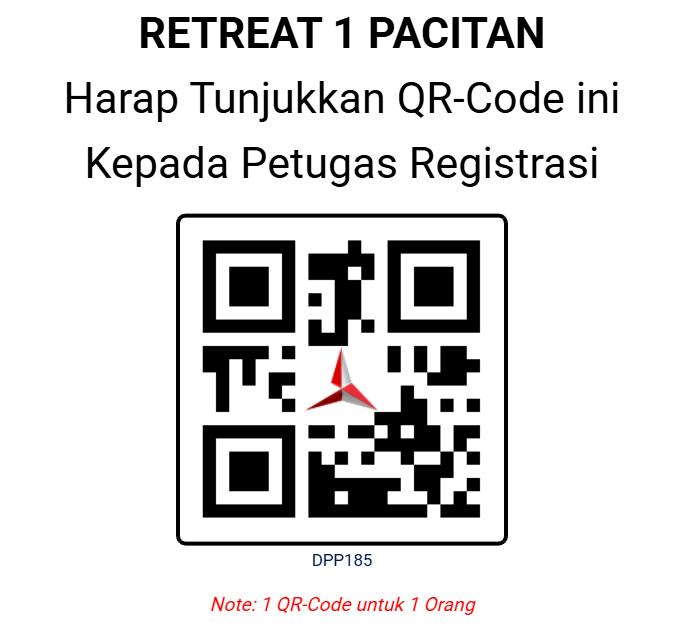 RETREAT 1 PACITAN
Harap Tunjukkan QR-Code ini
Kepada Petugas Registrasi
DPP185
Note: 1 QR-Code untuk 1 Orang